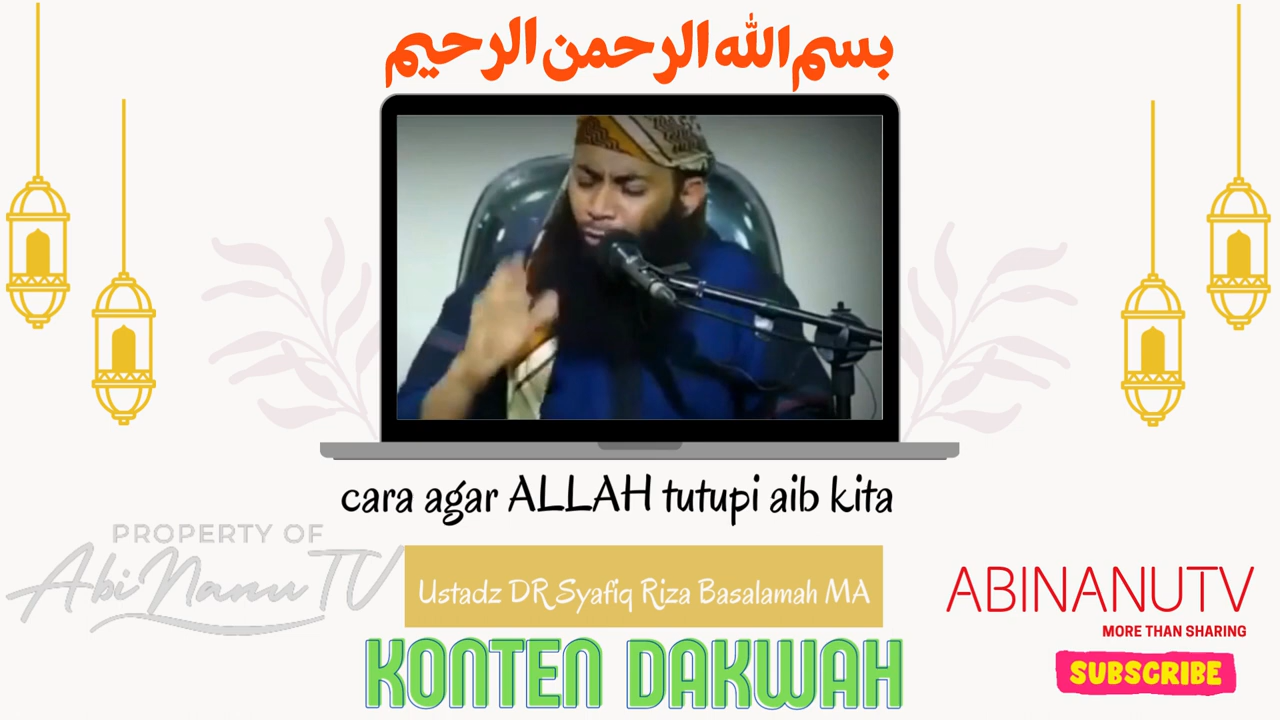 بسم الله الرحمن الرحيم
cara agar ALLAH tutupi aib kita
PROPERTY OF
AbiNanuTV
Ustadz DR Syafiq Riza Basalamah MA
KONTEN DAKWAH
ABINANUTV
MORE THAN SHARING
SUBSCRIBE